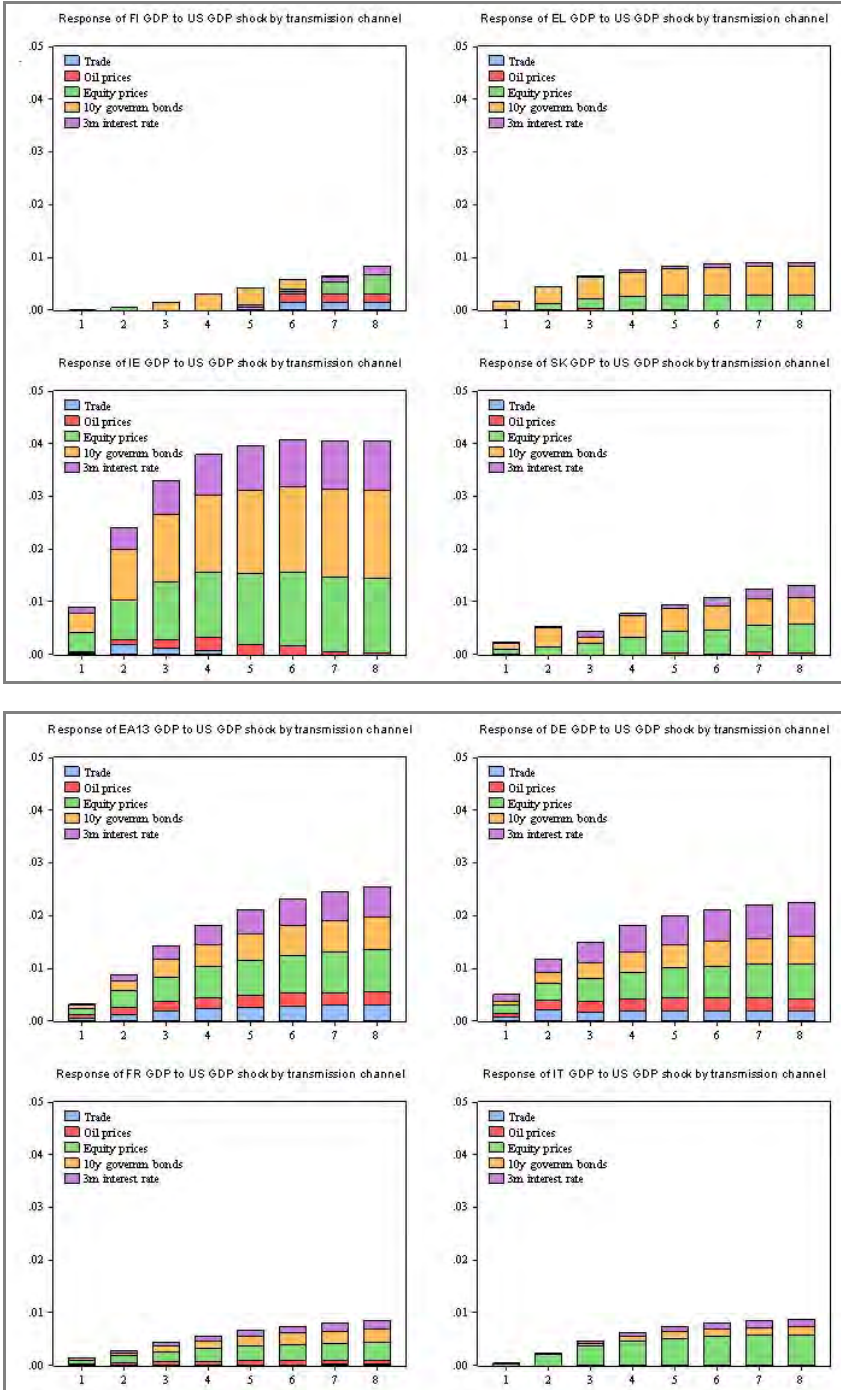 Response of FI GDP to US GDP shock by transmission channel
.05
.04
.03
.02
.01
.00
Trade
Oil prices
Equity prices
10y governm bonds
3m interest rate
1 2 3 4 5 6 7 8
Response of EL GDP to US GDP shock by transmission channel
.05
.04
.03
.02
.01
.00
Trade
Oil prices
Equity prices
10y governm bonds
3m interest rate
1 2 3 4 5 6 7 8
Response of IE GDP to US GDP shock by transmission channel
.05
.04
.03
.02
.01
.00
Trade
Oil prices
Equity prices
10y governm bonds
3m interest rate
1 2 3 4 5 6 7 8
Response of SK GDP to US GDP shock by transmission channel
.05
.04
.03
.02
.01
.00
Trade
Oil prices
Equity prices
10y governm bonds
3m interest rate
1 2 3 4 5 6 7 8
Response of EA13 GDP to US GDP shock by transmission channel
.05
.04
.03
.02
.01
.00
Trade
Oil prices
Equity prices
10y governm bonds
3m interest rate
1 2 3 4 5 6 7 8
Response of DE GDP to US GDP shock by transmission channel
.05
.04
.03
.02
.01
.00
Trade
Oil prices
Equity prices
10y governm bonds
3m interest rate
1 2 3 4 5 6 7 8
Response of FR GDP to US GDP shock by transmission channel
.05
.04
.03
.02
.01
.00
Trade
Oil prices
Equity prices
10y governm bonds
3m interest rate
1 2 3 4 5 6 7 8
Response of IT GDP to US GDP shock by transmission channel
.05
.04
.03
.02
.01
.00
Trade
Oil prices
Equity prices
10y governm bonds
3m interest rate
1 2 3 4 5 6 7 8